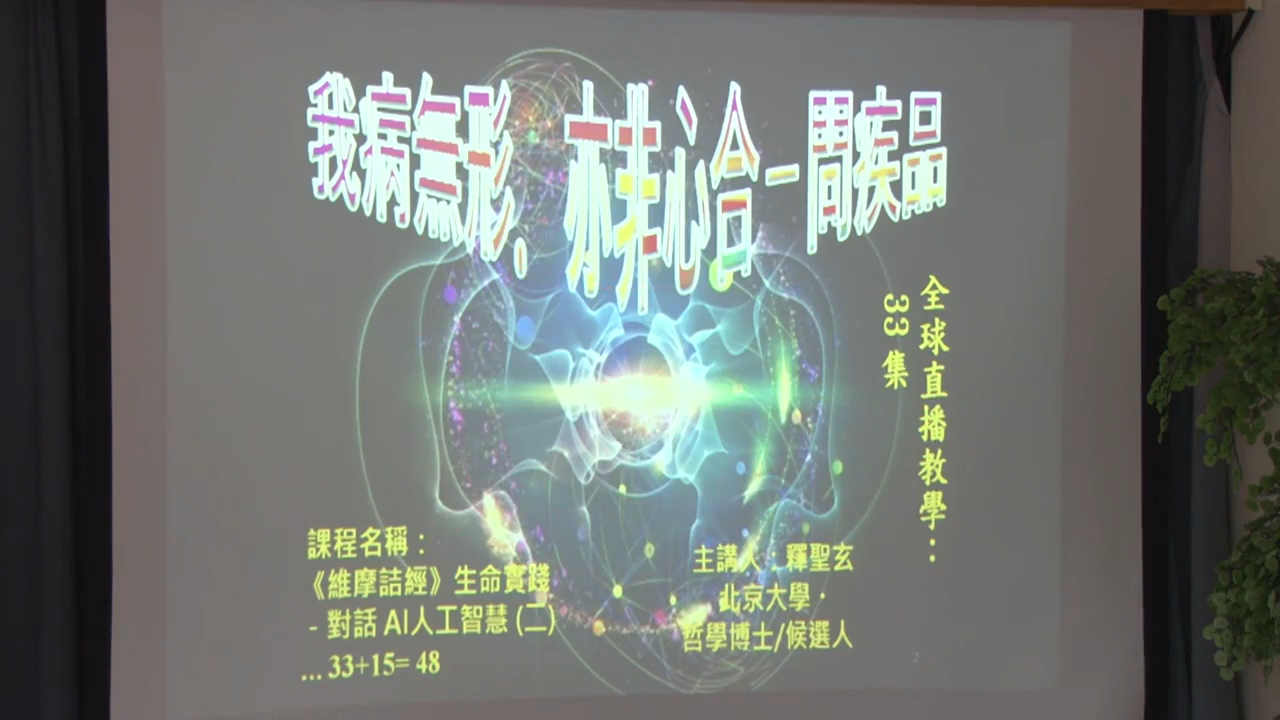 我病無形、亦非心合－問疾品
全球直播教學：
33 集
課程名稱：
《維摩詰經》生命實踐
- 對話 AI人工智慧 (二)
... 33+15= 48
主講人：釋聖玄
北京大學·
哲學博士/候選人
2